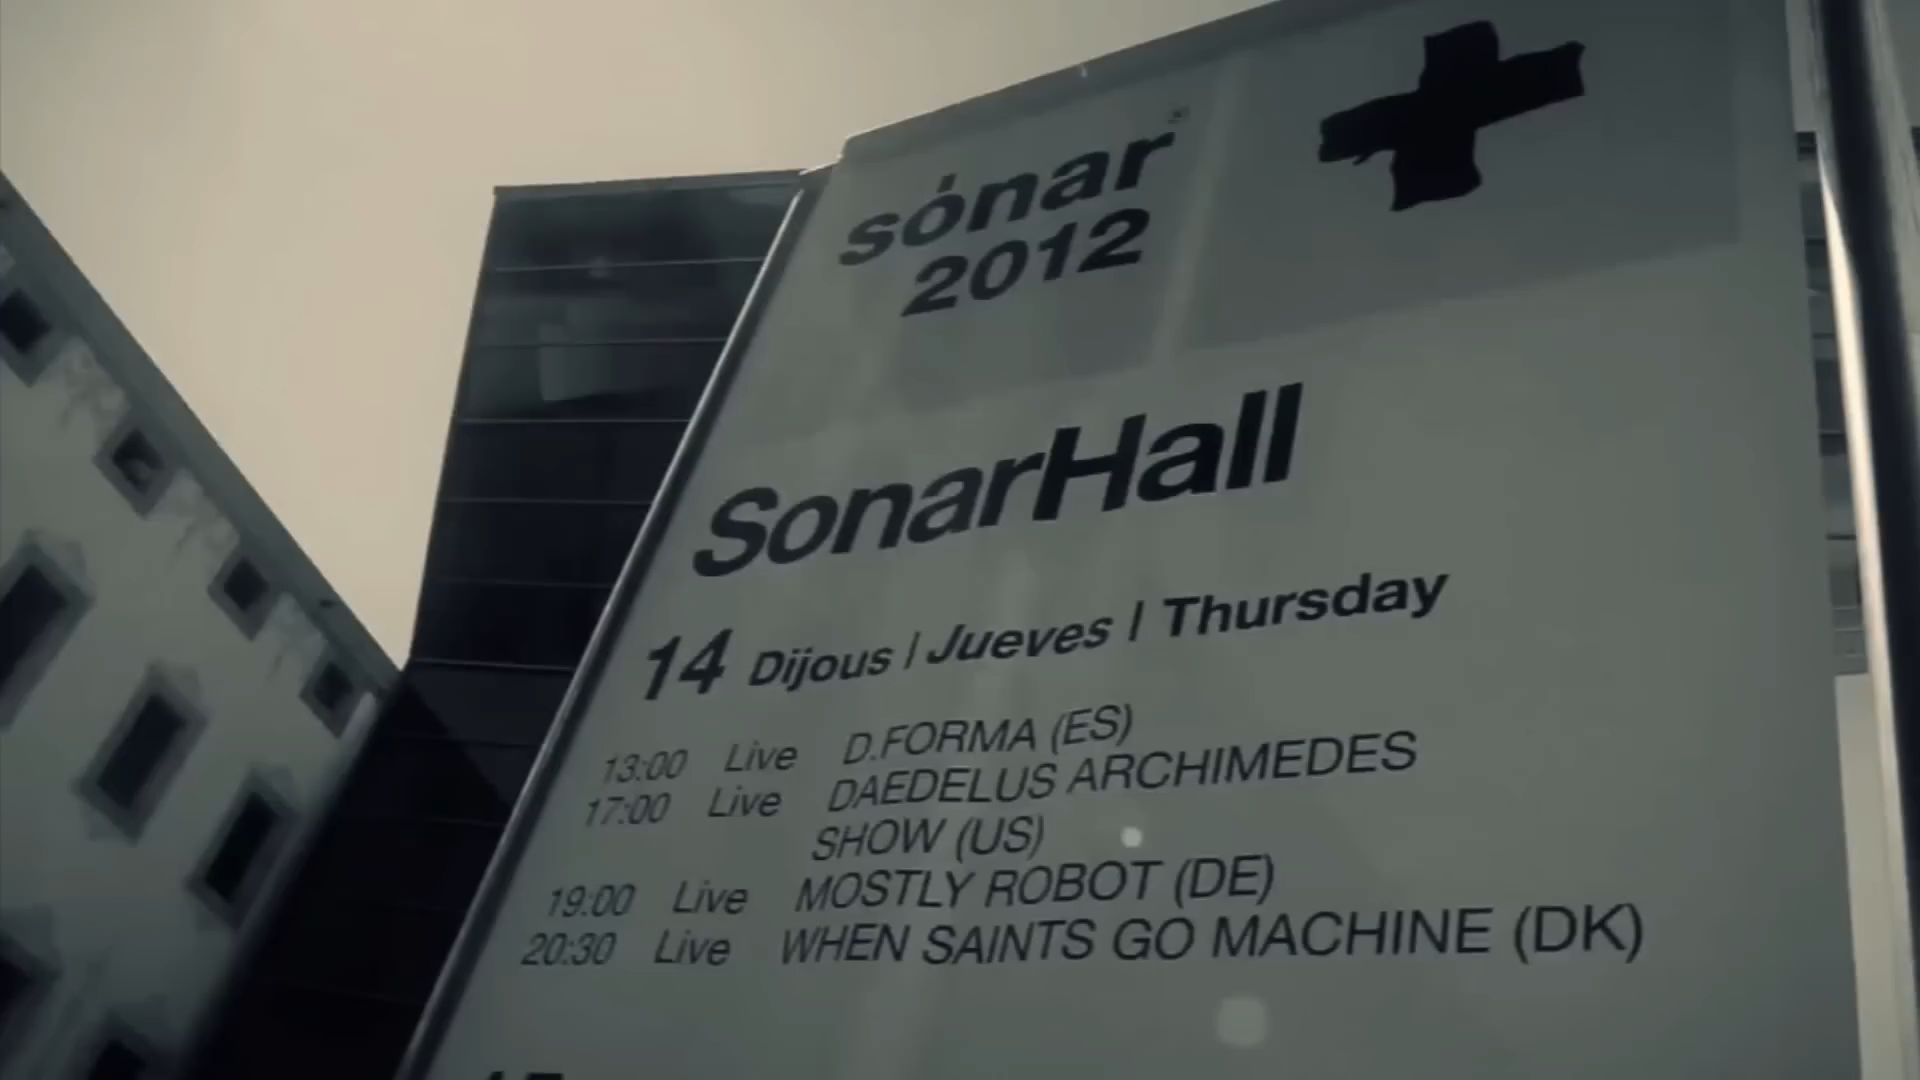 sónar
2012
SonarHall
14 Dijous / Jueves / Thursday
13:00 Live D.FORMA (ES)
17:00 Live DAEDELUS ARCHIMEDES
SHOW (US)
19:00 Live MOSTLY ROBOT (DE)
20:30 Live WHEN SAINTS GO MACHINE (DK)